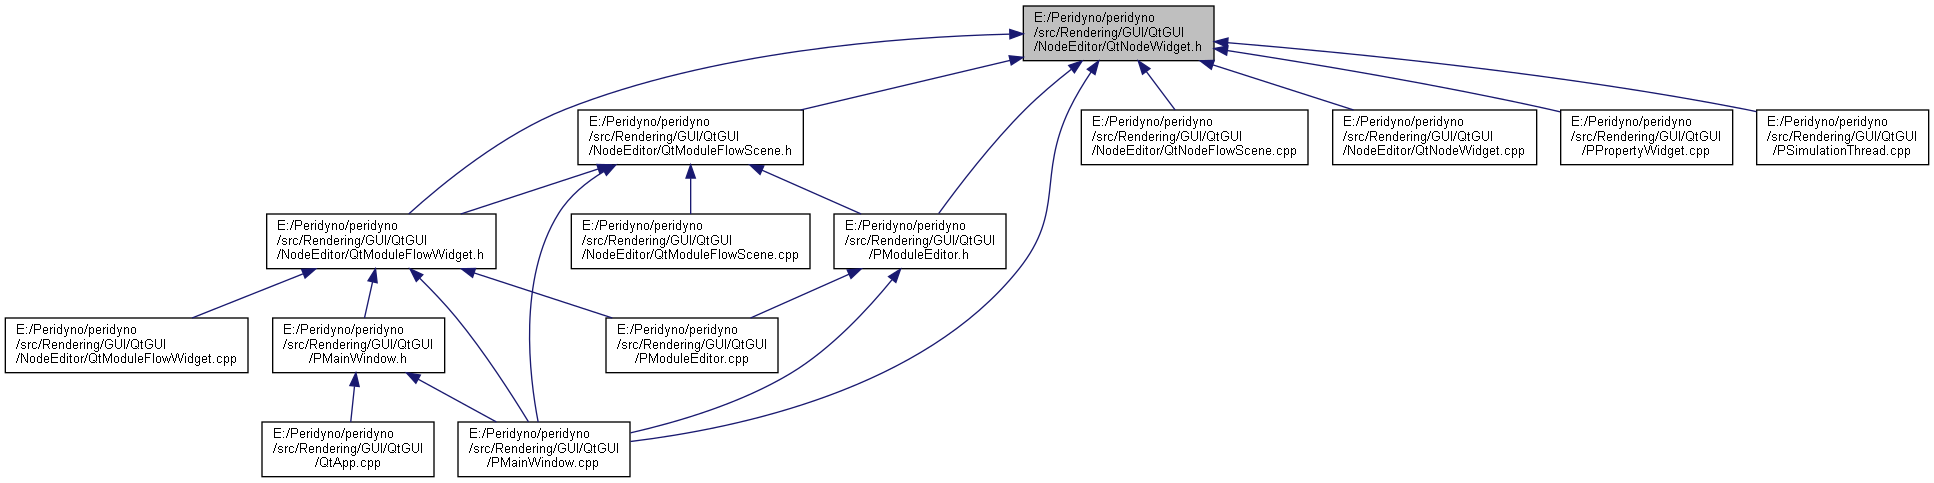 E:/Peridyno/peridyno
/src/Rendering/GUI/QtGUI
/NodeEditor/QtNodeWidget.h
E:/Peridyno/peridyno
/src/Rendering/GUI/QtGUI
/NodeEditor/QtModuleFlowScene.h
E:/Peridyno/peridyno
/src/Rendering/GUI/QtGUI
/NodeEditor/QtNodeFlowScene.cpp
E:/Peridyno/peridyno
/src/Rendering/GUI/QtGUI
/NodeEditor/QtNodeWidget.cpp
E:/Peridyno/peridyno
/src/Rendering/GUI/QtGUI
/PPropertyWidget.cpp
E:/Peridyno/peridyno
/src/Rendering/GUI/QtGUI
/PSimulationThread.cpp
E:/Peridyno/peridyno
/src/Rendering/GUI/QtGUI
/NodeEditor/QtModuleFlowWidget.h
E:/Peridyno/peridyno
/src/Rendering/GUI/QtGUI
/NodeEditor/QtModuleFlowScene.cpp
E:/Peridyno/peridyno
/src/Rendering/GUI/QtGUI
/PModuleEditor.h
E:/Peridyno/peridyno
/src/Rendering/GUI/QtGUI
/NodeEditor/QtModuleFlowWidget.cpp
E:/Peridyno/peridyno
/src/Rendering/GUI/QtGUI
/PMainWindow.h
E:/Peridyno/peridyno
/src/Rendering/GUI/QtGUI
/PModuleEditor.cpp
E:/Peridyno/peridyno
/src/Rendering/GUI/QtGUI
/QtApp.cpp
E:/Peridyno/peridyno
/src/Rendering/GUI/QtGUI
/PMainWindow.cpp